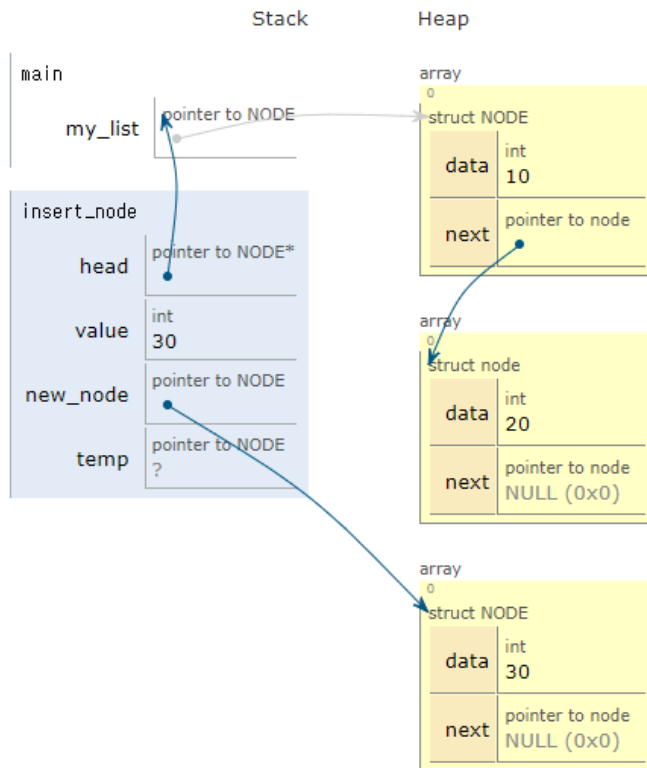 Stack Heap
main
my_list
pointer to NODE
insert_node
head
pointer to NODE*
value
int
30
new_node
pointer to NODE
temp
pointer to NODE
?
array
0
struct NODE
data
int
10
next
pointer to node
array
0
struct node
data
int
20
next
pointer to node
NULL (0x0)
array
0
struct NODE
data
int
30
next
pointer to node
NULL (0x0)